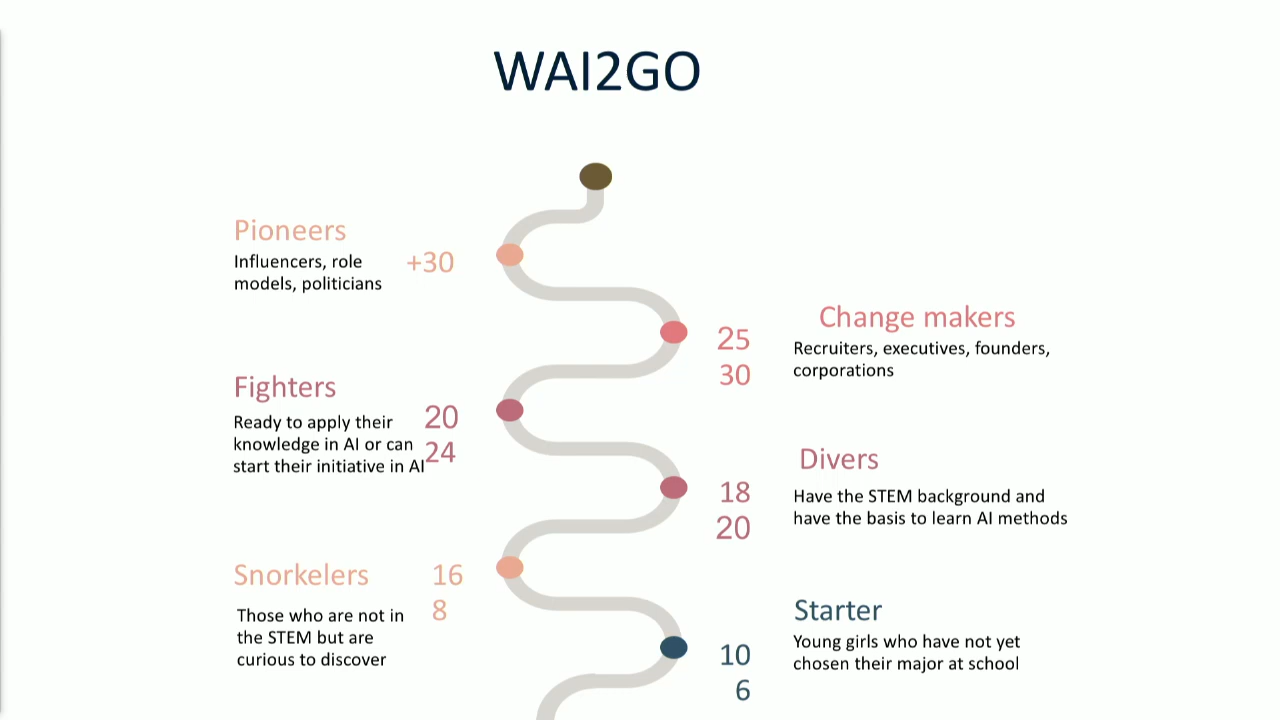 WAI2GO
Pioneers
Influencers, role
models, politicians
+30
Change makers
Recruiters, executives, founders,
corporations
25
30
Fighters
Ready to apply their
knowledge in AI or can
start their initiative in AI
20
24
Divers
Have the STEM background and
have the basis to learn AI methods
18
20
Snorkelers
Those who are not in
the STEM but are
curious to discover
16
8
Starter
Young girls who have not yet
chosen their major at school
10
6